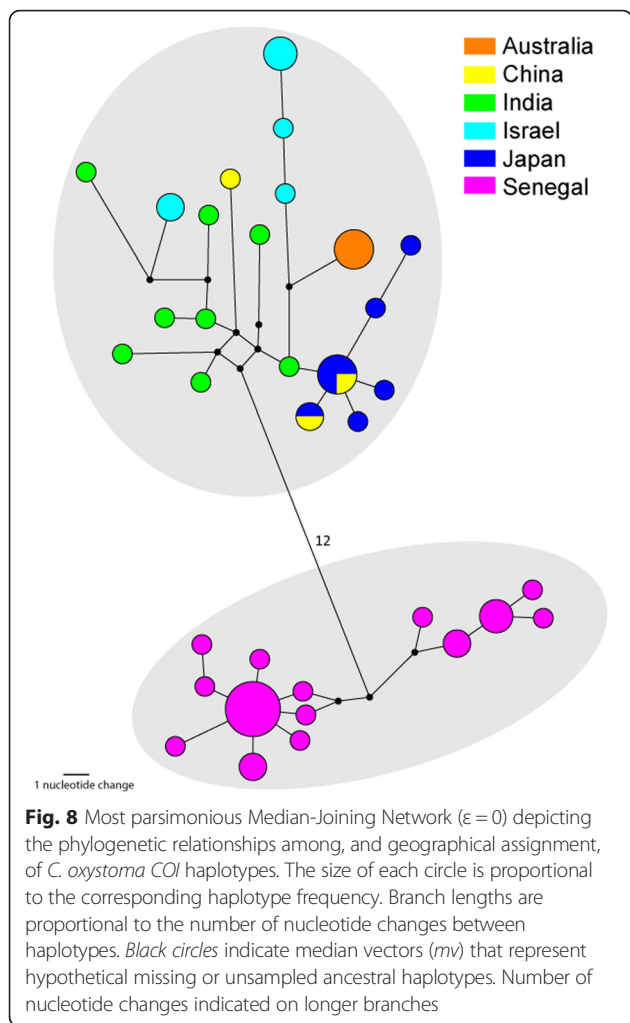 Australia
China
India
Israel
Japan
Senegal
12
1 nucleotide change
Fig. 8 Most parsimonious Median-Joining Network (ε = 0) depicting
the phylogenetic relationships among, and geographical assignment,
of C. oxystoma COI haplotypes. The size of each circle is proportional
to the corresponding haplotype frequency. Branch lengths are
proportional to the number of nucleotide changes between
haplotypes. Black circles indicate median vectors (mv) that represent
hypothetical missing or unsampled ancestral haplotypes. Number of
nucleotide changes indicated on longer branches